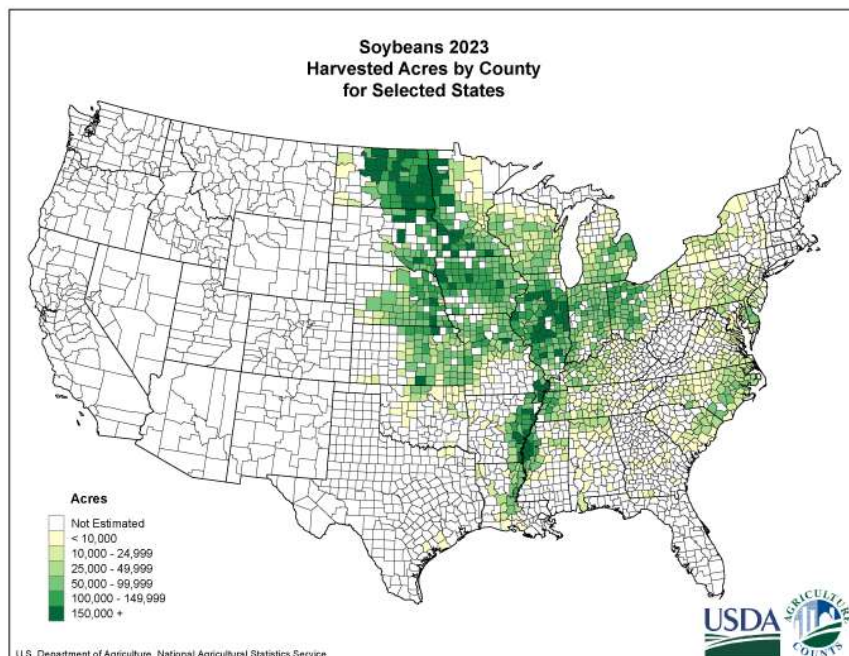 Soybeans 2023
Harvested Acres by County
for Selected States
Acres
Not Estimated
< 10,000
10,000 - 24,999
25,000 - 49,999
50,000 - 99,999
100,000 - 149,999
150,000 +
USDA
AGRICULTURE
COUNTS
U.S. Department of Agriculture, National Agricultural Statistics Service